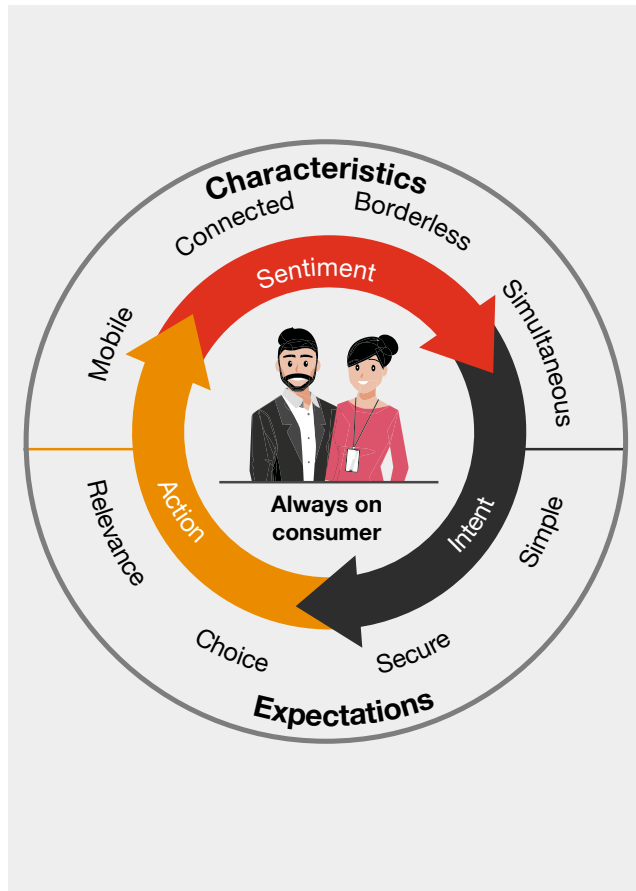 Characteristics
Mobile
Connected
Borderless
Simultaneous
Sentiment
Intent
Action
Always on
consumer
Relevance
Choice
Secure
Simple
Expectations